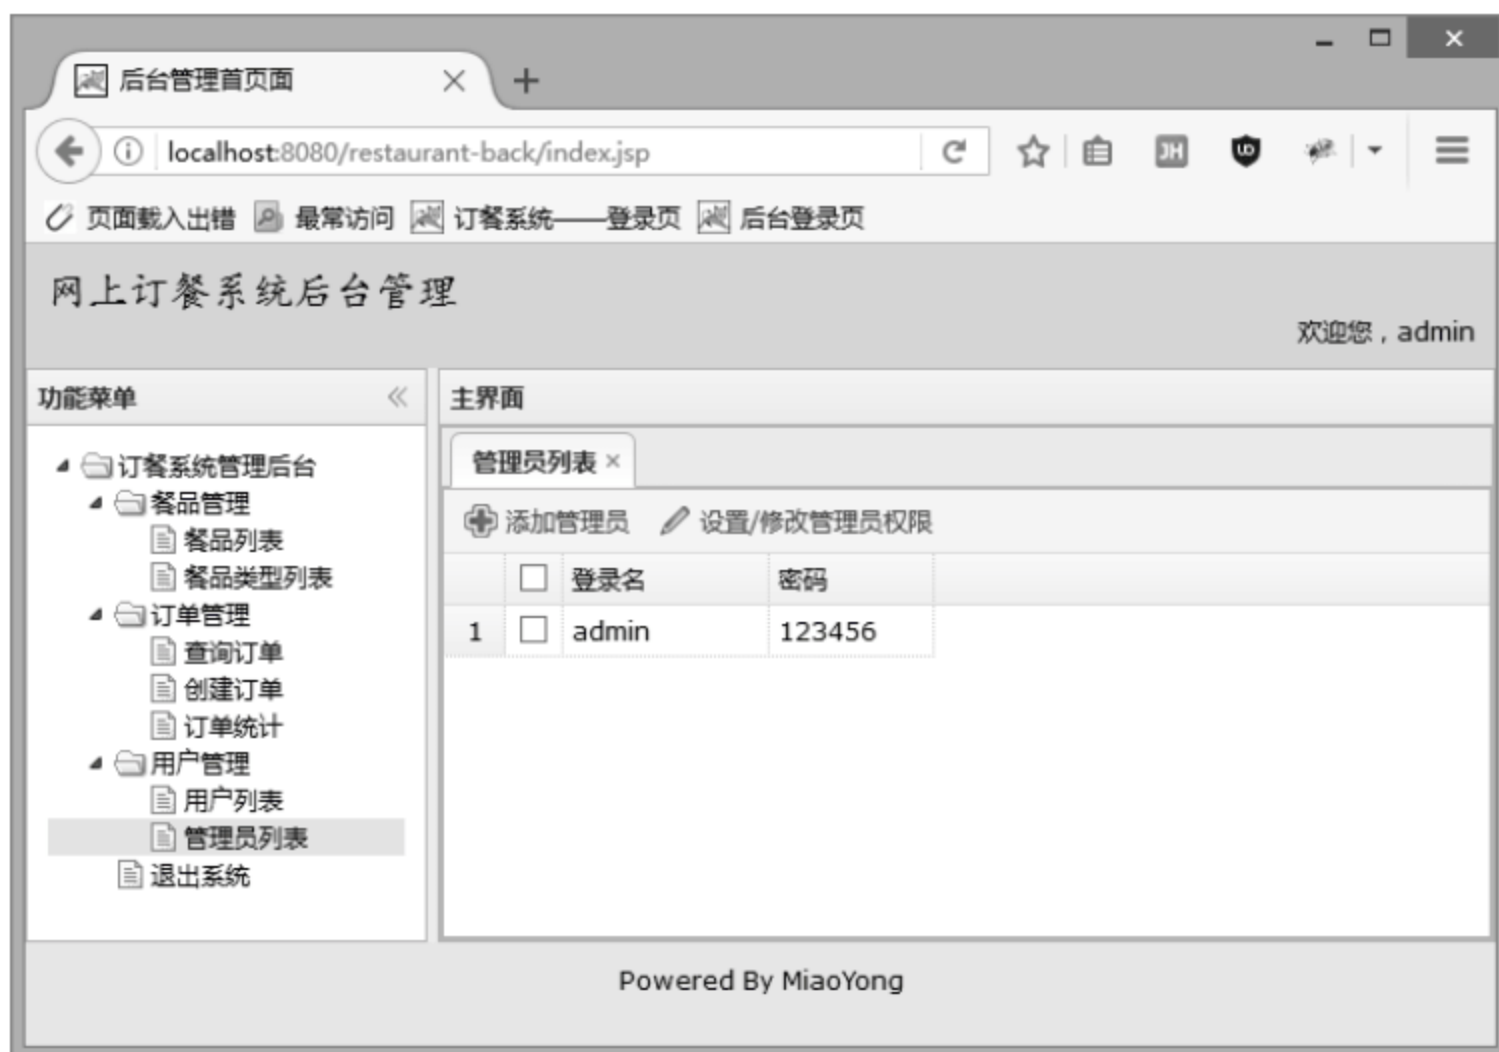 后台管理首页面
localhost:8080/restaurant-back/index.jsp
页面载入出错 最常访问 订餐系统——登录页 后台登录页
网上订餐系统后台管理
欢迎您，admin
功能菜单
订餐系统管理后台
餐品管理
餐品列表
餐品类型列表
订单管理
查询订单
创建订单
订单统计
用户管理
用户列表
管理员列表
退出系统
主界面
管理员列表
添加管理员 设置/修改管理员权限
登录名 密码
1 admin 123456
Powered By MiaoYong